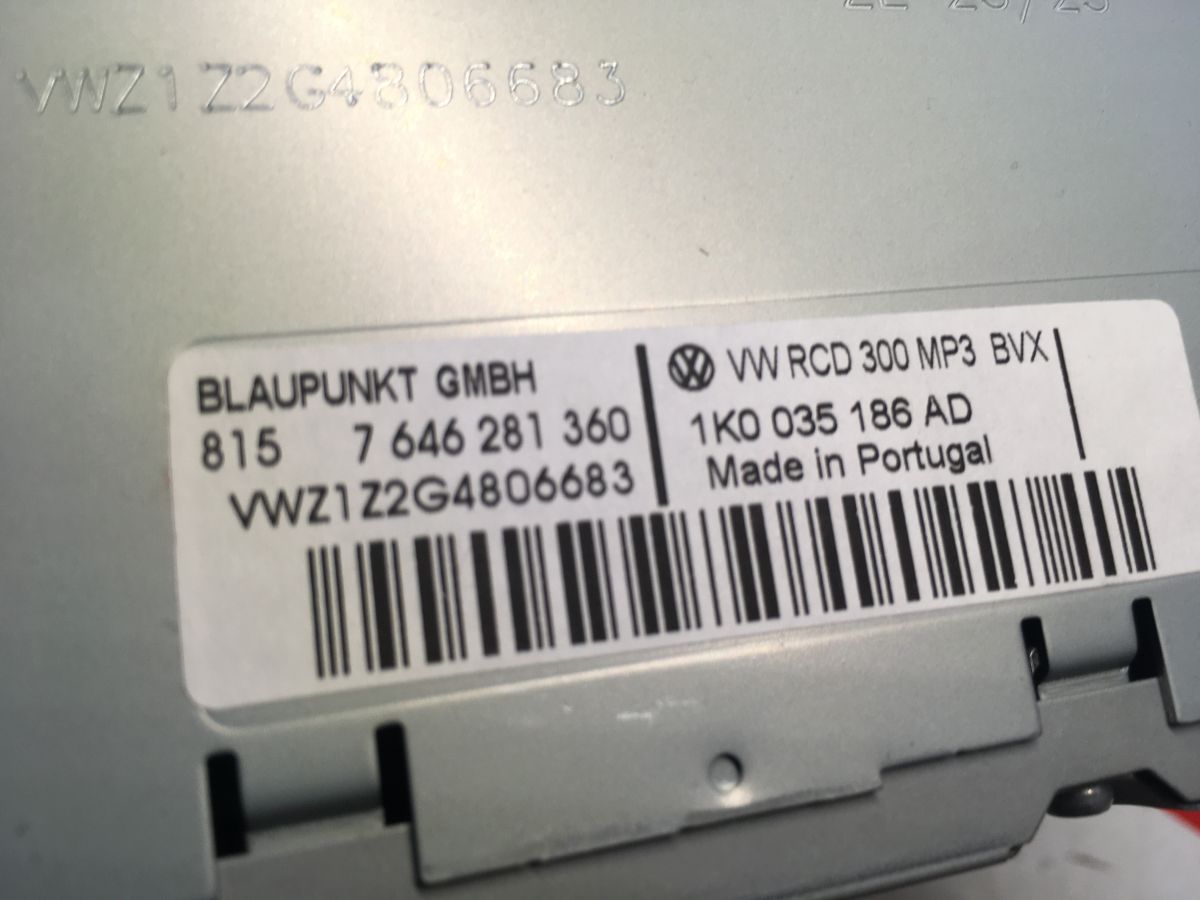 VWZ1Z2G4806683
BLAUPUNKT GMBH
815 7 646 281 360
VWZ1Z2G4806683
VW RCD 300 MP3 BVX
1K0 035 186 AD
Made in Portugal